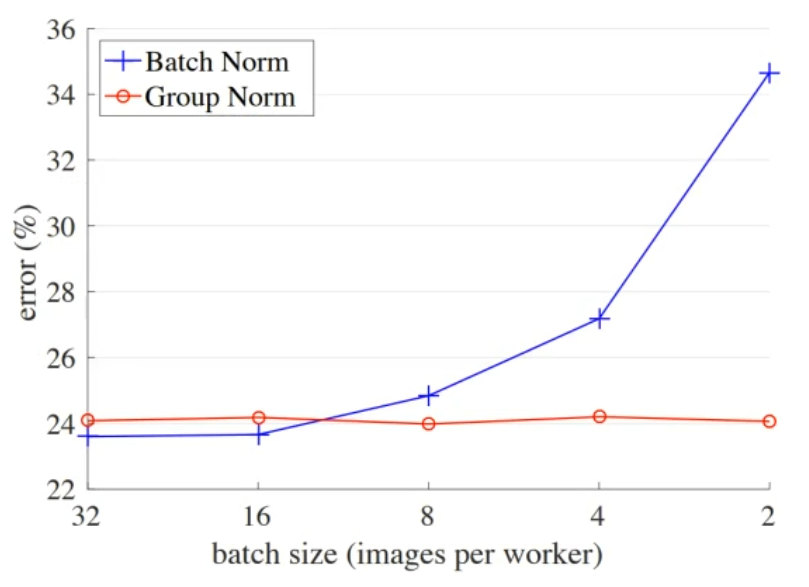 36
34
32
30
28
26
24
22
error (%)
Batch Norm
Group Norm
32 16 8 4 2
batch size (images per worker)